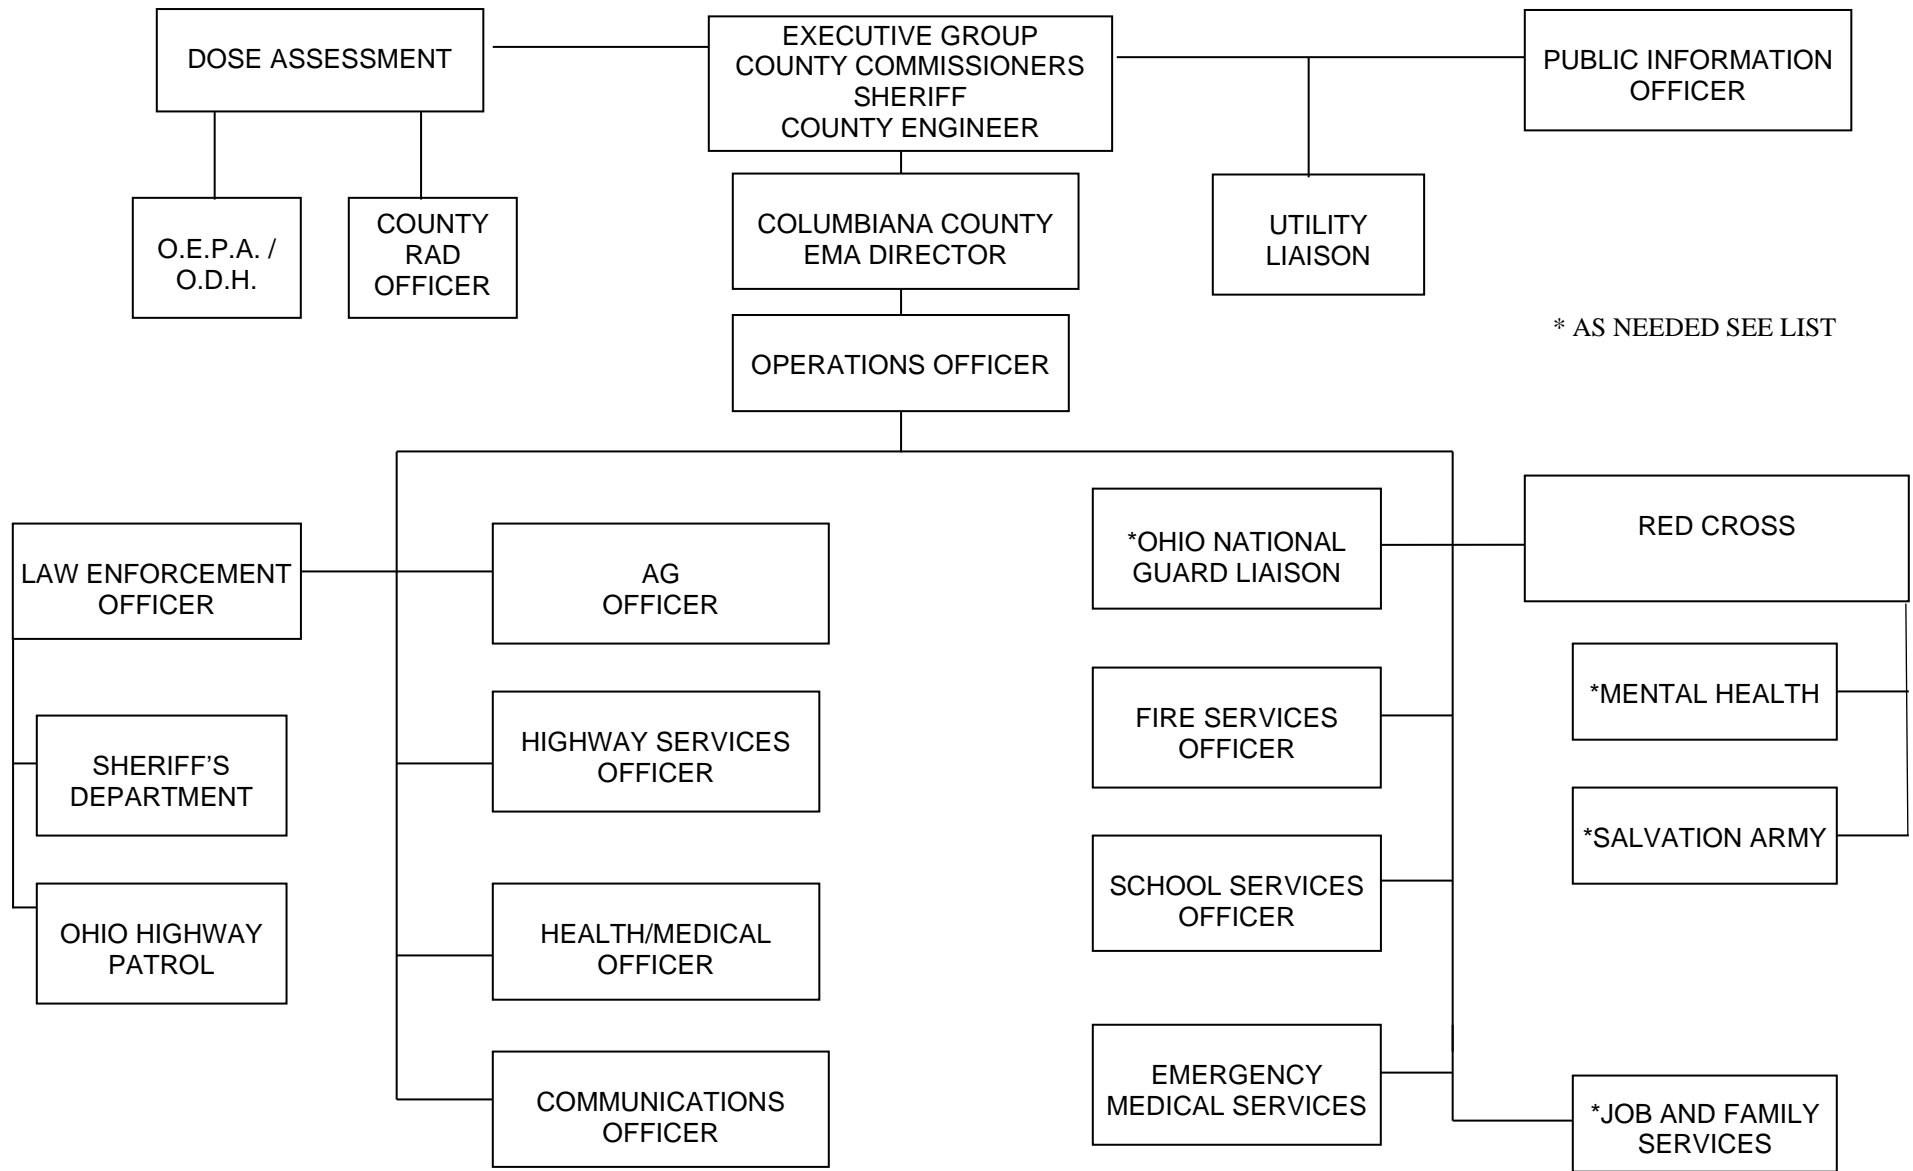 DOSE ASSESSMENT
EXECUTIVE GROUP
COUNTY COMMISSIONERS
SHERIFF
COUNTY ENGINEER
PUBLIC INFORMATION
OFFICER
O.E.P.A. /
O.D.H.
COUNTY
RAD
OFFICER
COLUMBIANA COUNTY
EMA DIRECTOR
UTILITY
LIAISON
* AS NEEDED SEE LIST
OPERATIONS OFFICER
LAW ENFORCEMENT
OFFICER
AG
OFFICER
*OHIO NATIONAL
GUARD LIAISON
RED CROSS
SHERIFF’S
DEPARTMENT
HIGHWAY SERVICES
OFFICER
FIRE SERVICES
OFFICER
*MENTAL HEALTH
*SALVATION ARMY
OHIO HIGHWAY
PATROL
HEALTH/MEDICAL
OFFICER
SCHOOL SERVICES
OFFICER
COMMUNICATIONS
OFFICER
EMERGENCY
MEDICAL SERVICES
*JOB AND FAMILY
SERVICES